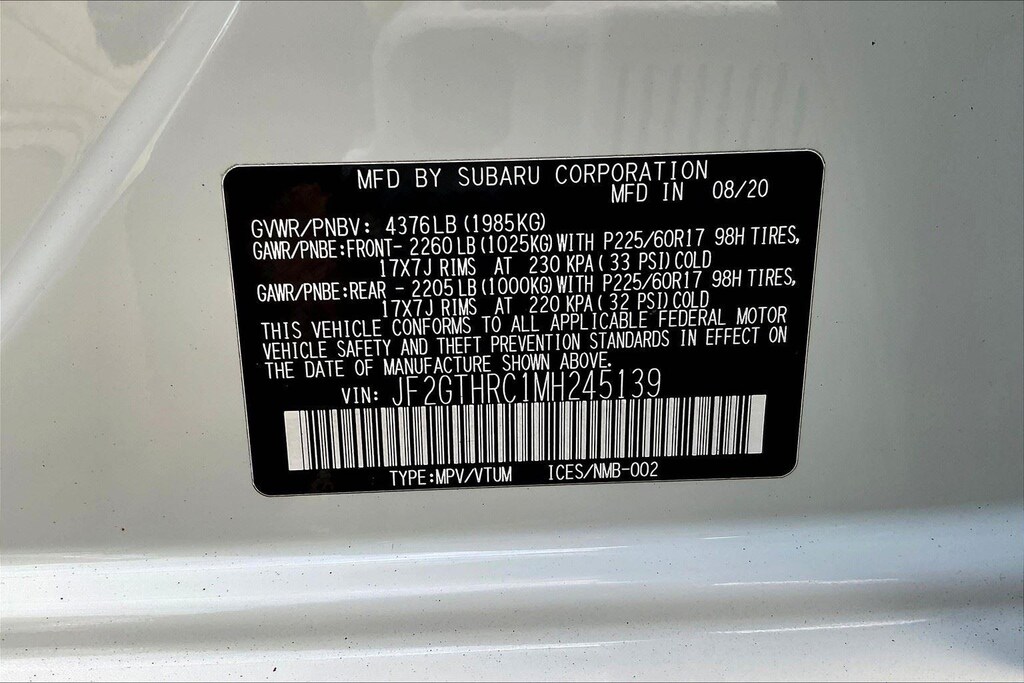 MFD BY SUBARU CORPORATION
MFD IN 08/20
GVWR/PNBV: 4376LB (1985KG)
GAWR/PNBE:FRONT- 2260LB (1025KG) WITH P225/60R17 98H TIRES,
17X7J RIMS AT 230 KPA( 33 PSI) COLD
GAWR/PNBE:REAR - 2205LB (1000KG) WITH P225/60R17 98H TIRES,
17X7J RIMS AT 220 KPA( 32 PSI) COLD
THIS VEHICLE CONFORMS TO ALL APPLICABLE FEDERAL MOTOR
VEHICLE SAFETY AND THEFT PREVENTION STANDARDS IN EFFECT ON
THE DATE OF MANUFACTURE SHOWN ABOVE.
VIN: JF2GTHRC1MH245139
TYPE:MPV/VTUM ICES/NMB-002